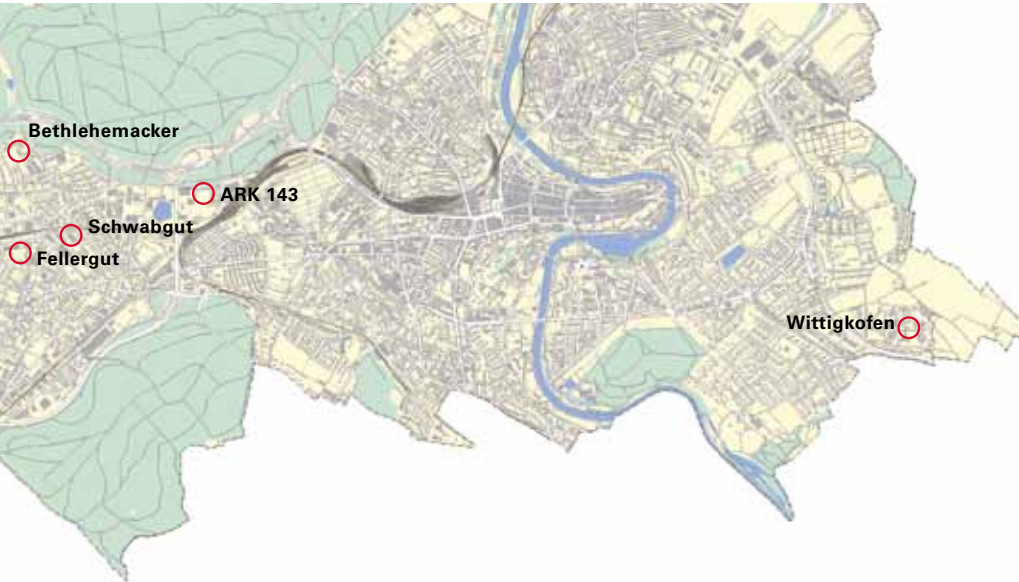 Bethlehemacker
ARK 143
Schwabgut
Fellergut
Wittigkofen